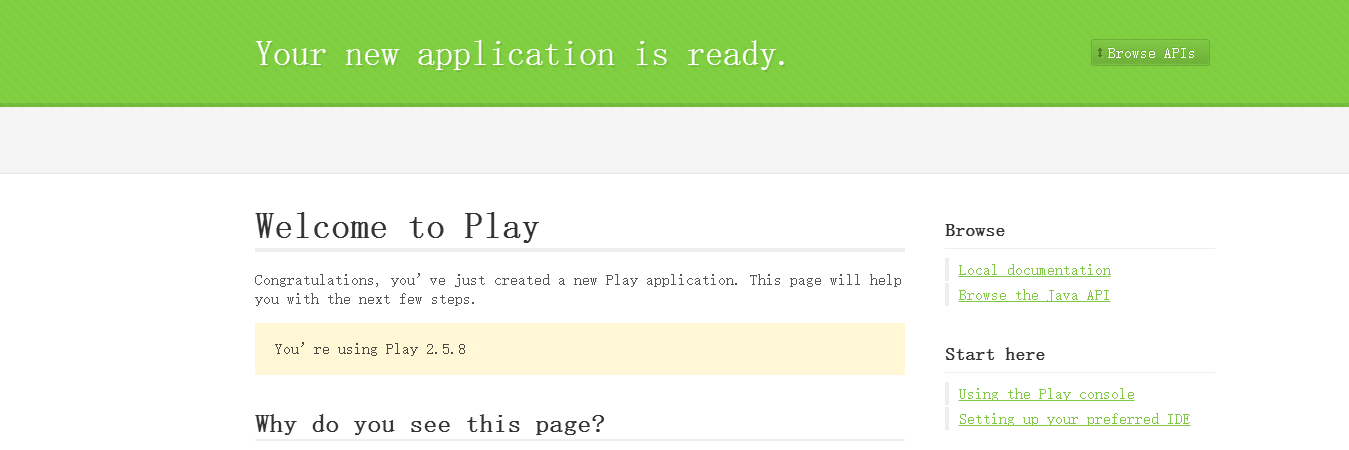 Your new application is ready.
Browse APIs
Welcome to Play
Congratulations, you've just created a new Play application. This page will help
you with the next few steps.
You're using Play 2.5.8
Why do you see this page?
Browse
Local documentation
Browse the Java API
Start here
Using the Play console
Setting up your preferred IDE